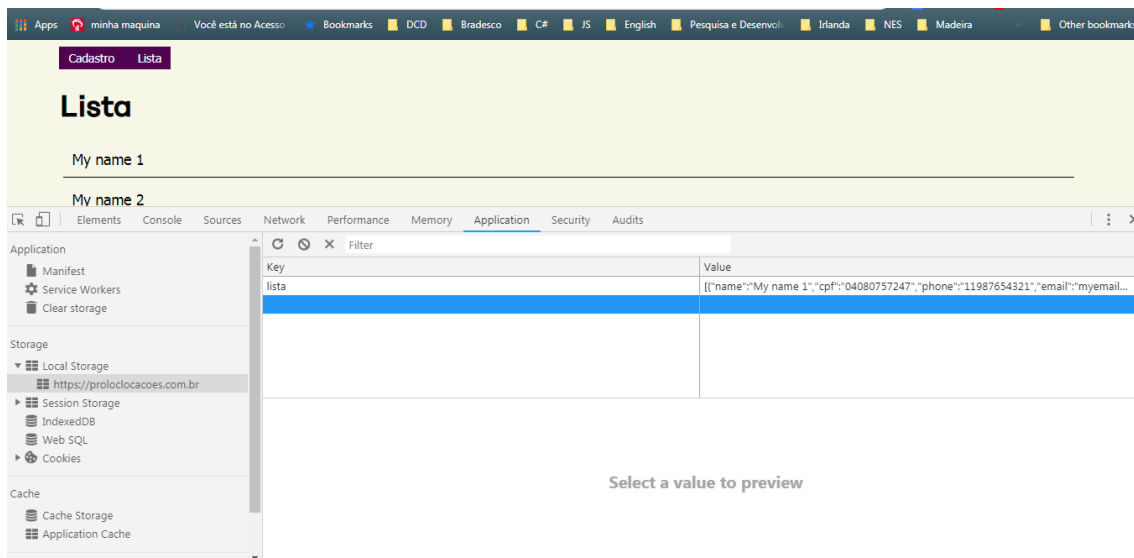 Apps minha maquina Você está no Acesso Bookmarks DCD Bradesco C# JS English Pesquisa e Desenvolv Irlanda NES Madeira » Other bookmarks
Cadastro Lista
Lista
My name 1
My name 2
Elements Console Sources Network Performance Memory Application Security Audits
Application
Manifest
Service Workers
Clear storage
Storage
Local Storage
https://proloclocacoes.com.br
Session Storage
IndexedDB
Web SQL
Cookies
Cache
Cache Storage
Application Cache
Filter
Key Value
lista [{"name":"My name 1","cpf":"04080757247","phone":"11987654321","email":"myemail...
Select a value to preview